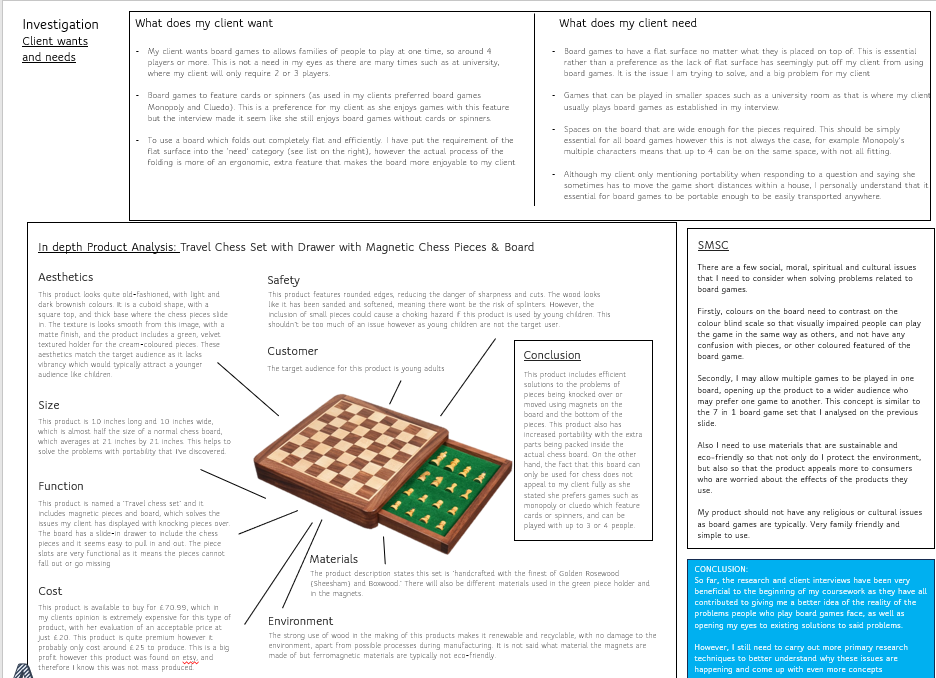 Investigation
Client wants
and needs
What does my client want
- My client wants board games to allows families of people to play at one time, so around 4
players or more. This is not a need in my eyes as there are many times such as at university,
where my client will only require 2 or 3 players.
- Board games to feature cards or spinners (as used in my clients preferred board games
Monopoly and Cluedo). This is a preference for my client as she enjoys games with this feature
but the interview made it seem like she still enjoys board games without cards or spinners.
- To use a board which folds out completely flat and efficiently. I have put the requirement of the
flat surface into the 'need' category (see list on the right), however the actual process of the
folding is more of an ergonomic, extra feature that makes the board more enjoyable to my client
What does my client need
- Board games to have a flat surface no matter what they is placed on top of. This is essential
rather than a preference as the lack of flat surface has seemingly put off my client from using
board games. It is the issue I am trying to solve, and a big problem for my client
- Games that can be played in smaller spaces such as a university room as that is where my client
usually plays board games as established in my interview.
- Spaces on the board that are wide enough for the pieces required. This should be simply
essential for all board games however this is not always the case, for example Monopoly's
multiple characters means that up to 4 can be on the same space, with not all fitting.
- Although my client only mentioning portability when responding to a question and saying she
sometimes has to move the game short distances within a house, I personally understand that it
essential for board games to be portable enough to be easily transported anywhere.
In depth Product Analysis: Travel Chess Set with Drawer with Magnetic Chess Pieces & Board
Aesthetics
This product looks quite old-fashioned, with light and
dark brownish colours. It is a cuboid shape, with a
square top, and thick base where the chess pieces slide
in. The texture is looks smooth from this image, with a
matte finish, and the product includes a green, velvet
textured holder for the cream-coloured pieces. These
aesthetics match the target audience as it lacks
vibrancy which would typically attract a younger
audience like children.
Size
This product is 10 inches long and 10 inches wide,
which is almost half the size of a normal chess board,
which averages at 21 inches by 21 inches. This helps to
solve the problems with portability that I've discovered.
Function
This product is named a 'Travel chess set' and it
includes magnetic pieces and board, which solves the
issues my client has displayed with knocking pieces over.
The board has a slide-in drawer to include the chess
pieces and it seems easy to pull in and out. The piece
slots are very functional as it means the pieces cannot
fall out or go missing
Cost
This product is available to buy for £70.99, which in
my clients opinion is extremely expensive for this type of
product, with her evaluation of an acceptable price at
just £20. This product is quite premium however it
probably only cost around £25 to produce. This is a big
profit however this product was found on etsy, and
therefore I know this was not mass produced.
Safety
This product features rounded edges, reducing the danger of sharpness and cuts. The wood looks
like it has been sanded and softened, meaning there wont be the risk of splinters. However, the
inclusion of small pieces could cause a choking hazard if this product is used by young children. This
shouldn't be too much of an issue however as young children are not the target user.
Customer
The target audience for this product is young adults
Materials
The product description states this set is 'handcrafted with the finest of Golden Rosewood
(Sheesham) and Boxwood.' There will also be different materials used in the green piece holder and
in the magnets.
Environment
The strong use of wood in the making of this products makes it renewable and recyclable, with no damage to the
environment, apart from possible processes during manufacturing. It is not said what material the magnets are
made of but ferromagnetic materials are typically not eco-friendly.
Conclusion
This product includes efficient
solutions to the problems of
pieces being knocked over or
moved using magnets on the
board and the bottom of the
pieces. This product also has
increased portability with the extra
parts being packed inside the
actual chess board. On the other
hand, the fact that this board can
only be used for chess does not
appeal to my client fully as she
stated she prefers games such as
monopoly or cluedo which feature
cards or spinners, and can be
played with up to 3 or 4 people.
SMSC
There are a few social, moral, spiritual and cultural issues
that I need to consider when solving problems related to
board games.
Firstly, colours on the board need to contrast on the
colour blind scale so that visually impaired people can play
the game in the same way as others, and not have any
confusion with pieces, or other coloured featured of the
board game.
Secondly, I may allow multiple games to be played in one
board, opening up the product to a wider audience who
may prefer one game to another. This concept is similar to
the 7 in 1 board game set that I analysed on the previous
slide.
Also I need to use materials that are sustainable and
eco-friendly so that not only do I protect the environment,
but also so that the product appeals more to consumers
who are worried about the effects of the products they
use.
My product should not have any religious or cultural issues
as board games are typically. Very family friendly and
simple to use.
CONCLUSION:
So far, the research and client interviews have been very
beneficial to the beginning of my coursework as they have all
contributed to giving me a better idea of the reality of the
problems people who play board games face, as well as
opening my eyes to existing solutions to said problems.
However, I still need to carry out more primary research
techniques to better understand why these issues are
happening and come up with even more concepts